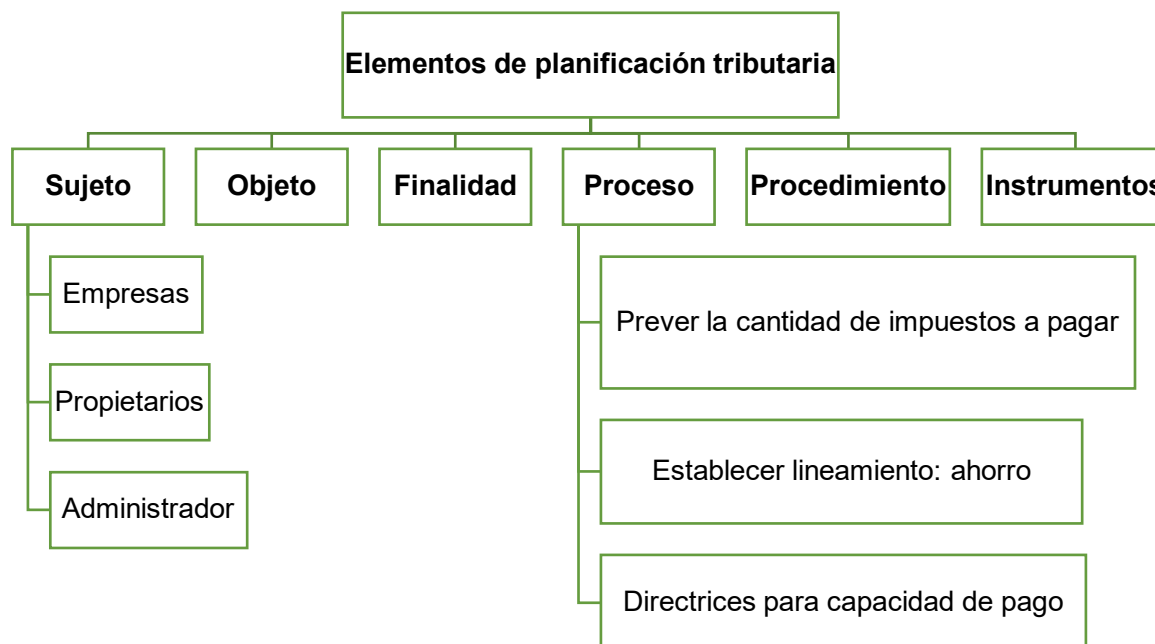 Elementos de planificación tributaria
Sujeto
Objeto
Finalidad
Proceso
Procedimiento
Instrumentos
Empresas
Propietarios
Administrador
Prever la cantidad de impuestos a pagar
Establecer lineamiento: ahorro
Directrices para capacidad de pago